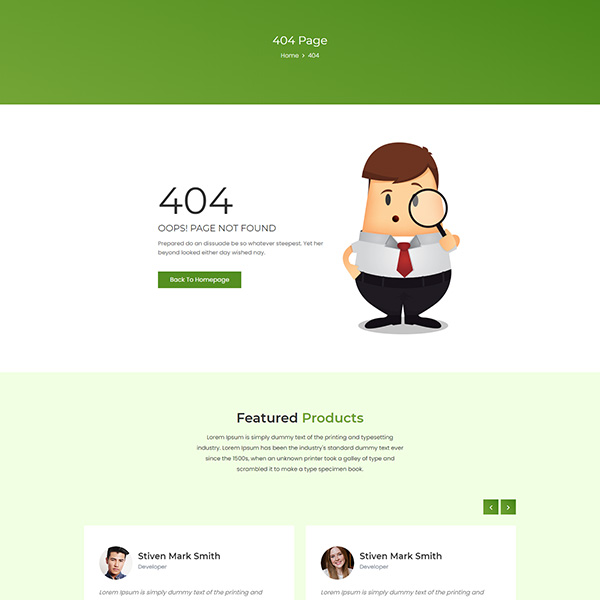 404 Page
Home > 404
404
OOPS! PAGE NOT FOUND
Prepared do an dissuade be so whatever steepest. Yet her
beyond looked either day wished nay.
Back To Homepage
Featured Products
Lorem Ipsum is simply dummy text of the printing and typesetting
industry. Lorem Ipsum has been the industry's standard dummy text ever
since the 1500s, when an unknown printer took a galley of type and
scrambled it to make a type specimen book.
Stiven Mark Smith
Developer
Lorem Ipsum is simply dummy text of the printing and
Stiven Mark Smith
Developer
Lorem Ipsum is simply dummy text of the printing and